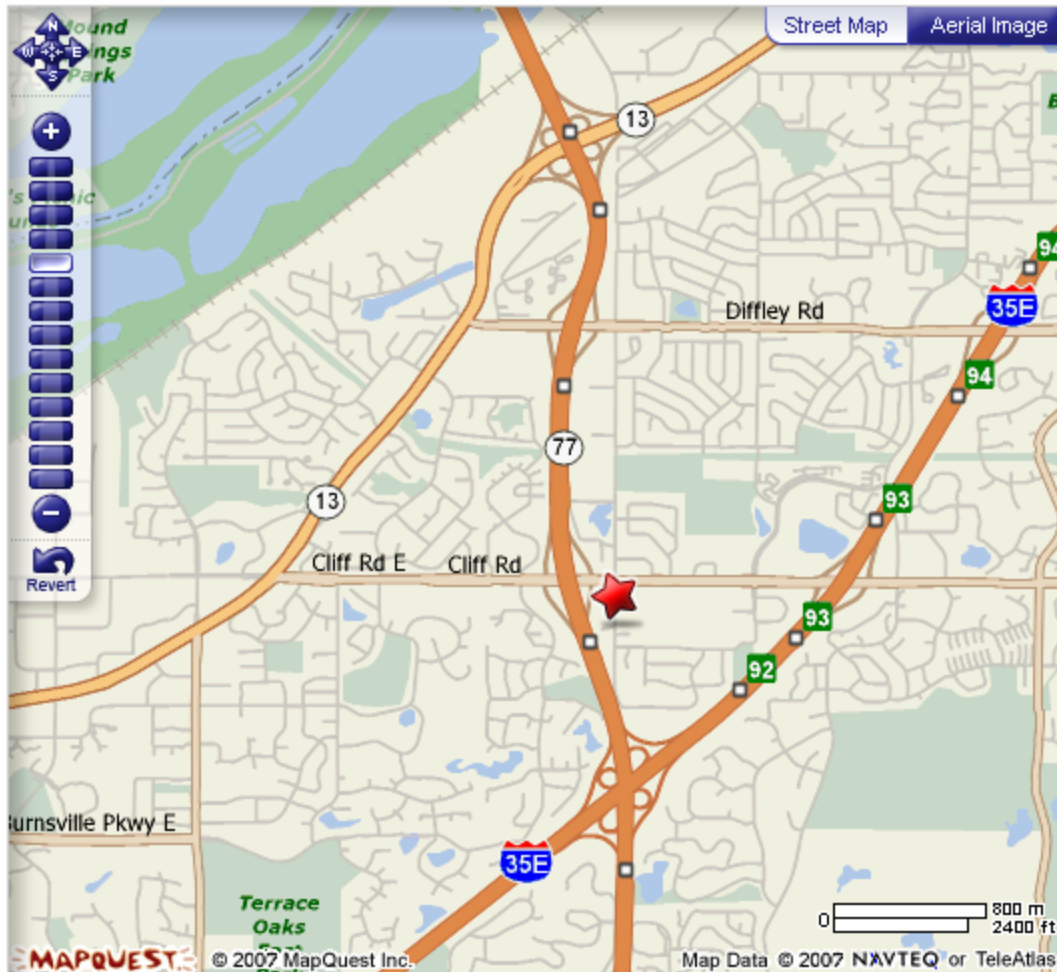 Street Map
Aerial Image
N
W
E
S
Park
+
13
94
35E
Diffley Rd
94
77
93
13
−
Cliff Rd E
Cliff Rd
Revert
93
92
Burnsville Pkwy E
35E
Terrace
Oaks
0
800 m
2400 ft
MAPQUEST
© 2007 MapQuest Inc.
Map Data © 2007 NAVTEQ or TeleAtlas